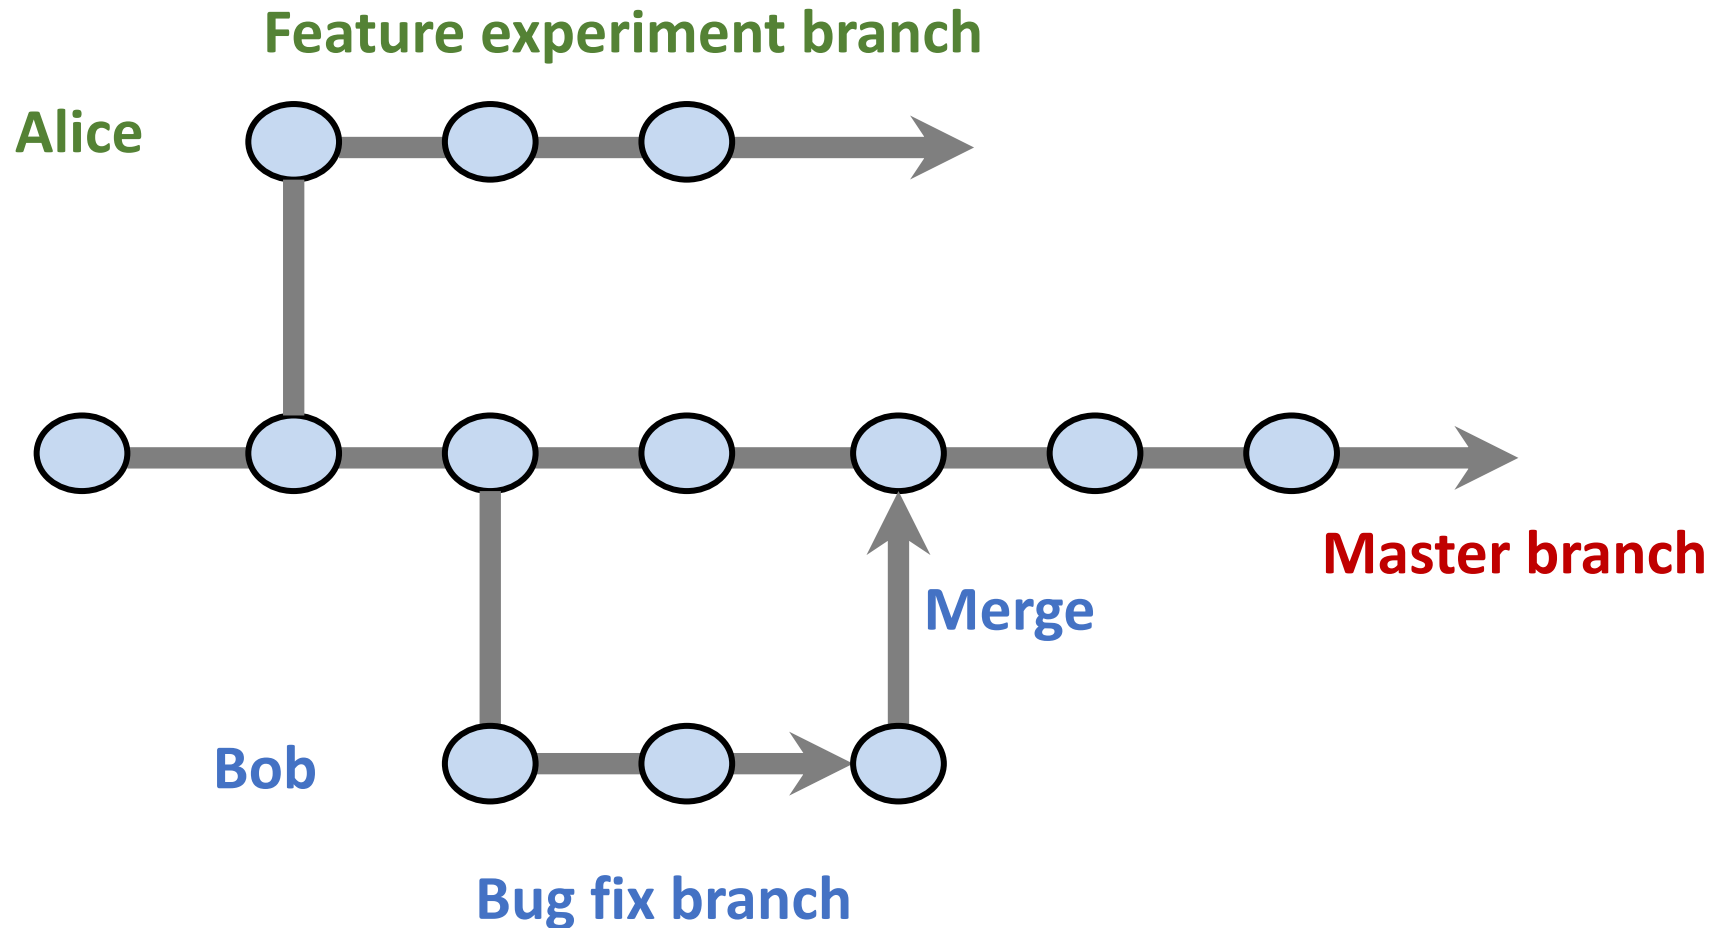 Feature experiment branch
Alice
Master branch
Merge
Bob
Bug fix branch